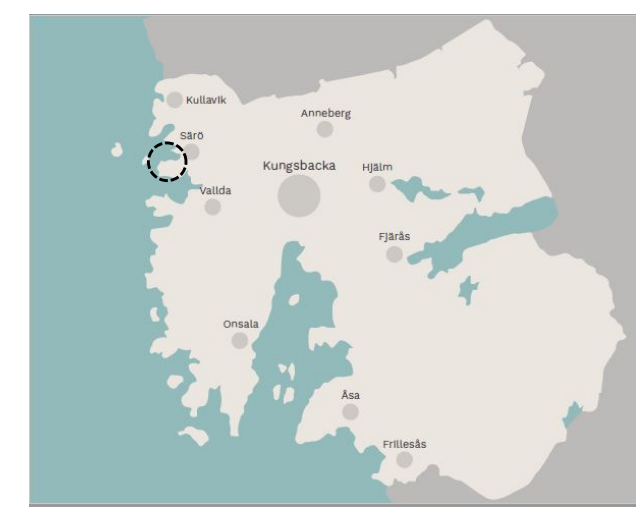 Kullavik
Anneberg
Särö
Kungsbacka
Hjälm
Vallda
Fjärås
Onsala
Åsa
Frillesås